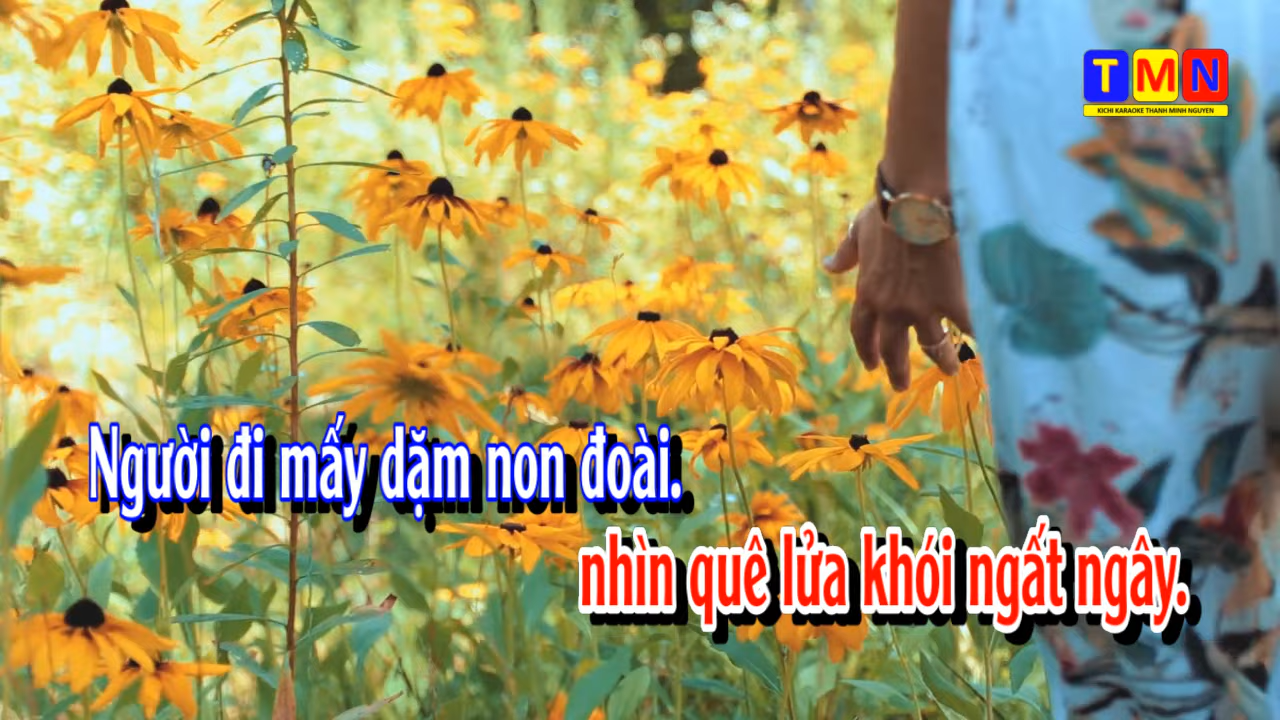 TMN
KICHI KARAOKE THANH MINH NGUYEN
Người đi mấy dặm non đoài.
nhìn quê lửa khói ngất ngây.